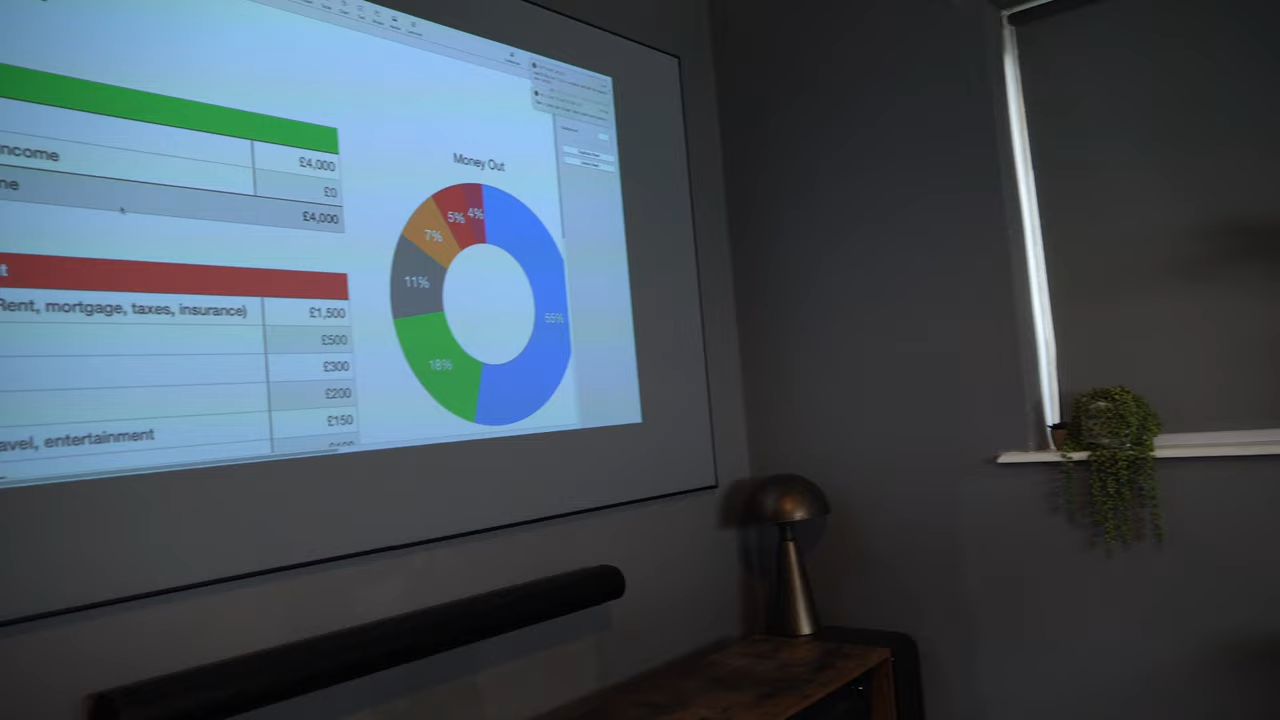 ncome £4,000
£0
ne £4,000
t
Rent, mortgage, taxes, insurance) £1,500
£500
£300
£200
£150
avel, entertainment
Money Out
5% 4%
7%
11%
55%
18%